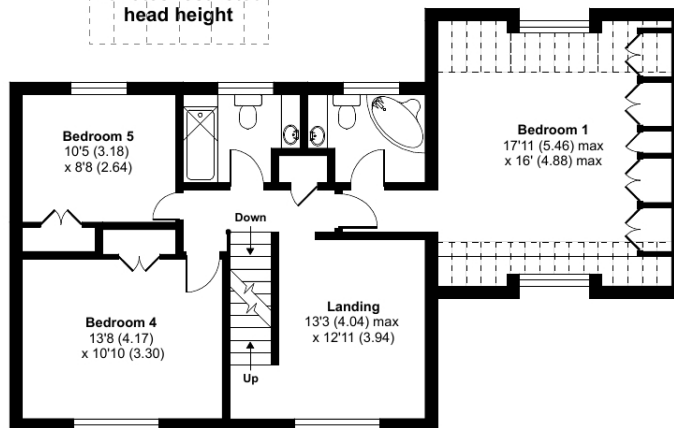 head height
Bedroom 5
10'5 (3.18)
x 8'8 (2.64)
Bedroom 1
17'11 (5.46) max
x 16' (4.88) max
Down
Bedroom 4
13'8 (4.17)
x 10'10 (3.30)
Landing
13'3 (4.04) max
x 12'11 (3.94)
Up